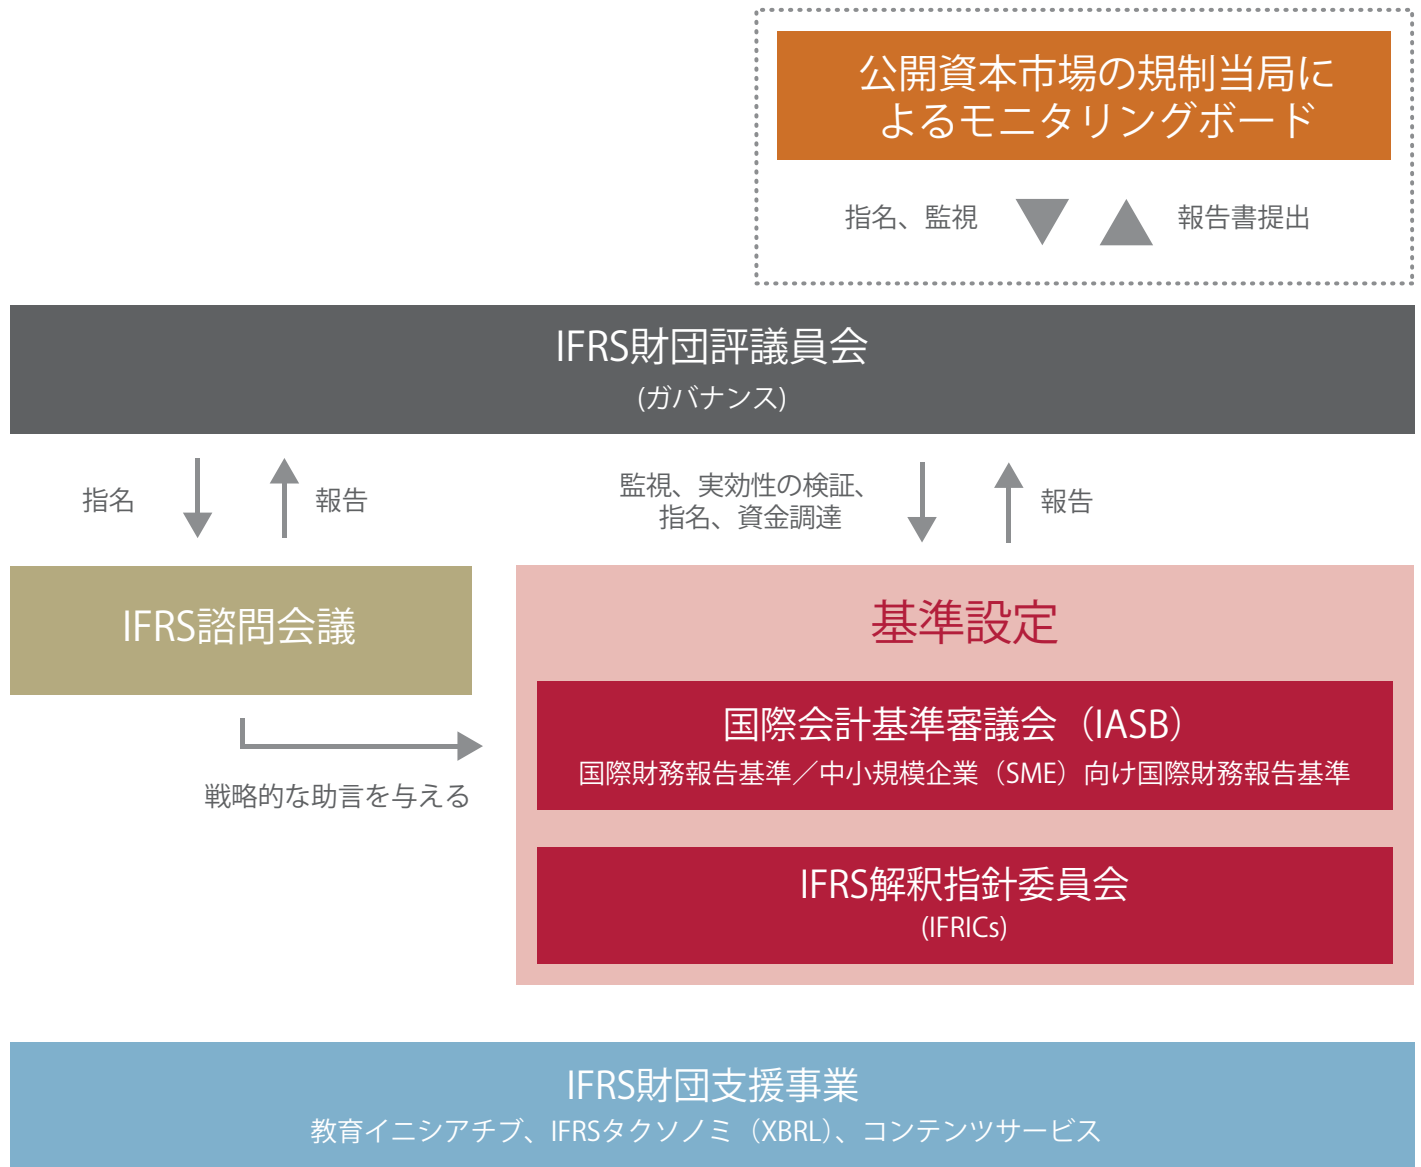 公開資本市場の規制当局に
よるモニタリングボード
指名、監視
報告書提出
IFRS財団評議員会
(ガバナンス)
指名
報告
監視、実効性の検証、
指名、資金調達
報告
IFRS諮問会議
基準設定
国際会計基準審議会（IASB）
国際財務報告基準／中小規模企業（SME）向け国際財務報告基準
戦略的な助言を与える
IFRS解釈指針委員会
(IFRICs)
IFRS財団支援事業
教育イニシアチブ、IFRSタクソノミ（XBRL）、コンテンツサービス